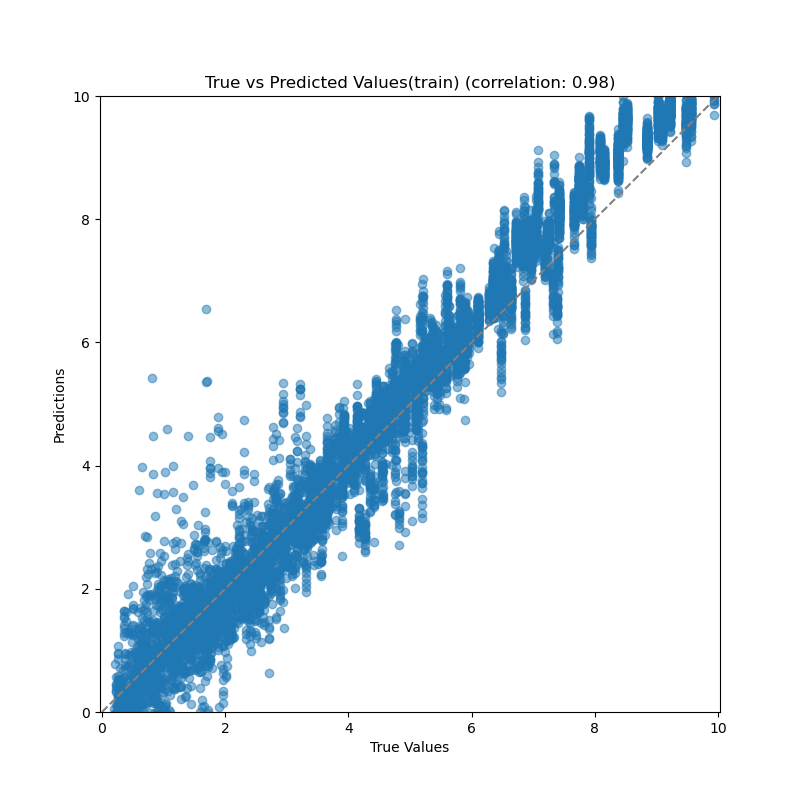 True vs Predicted Values(train) (correlation: 0.98)
10
8
6
4
2
0
Predictions
0 2 4 6 8 10
True Values